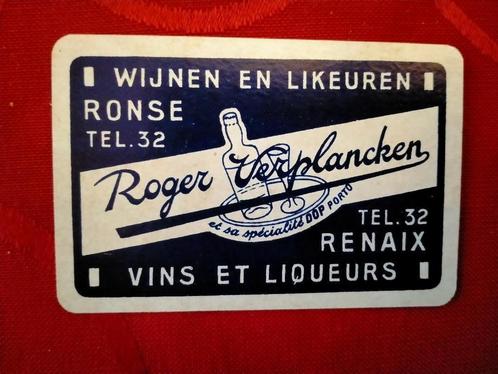 WIJNEN EN LIKEUREN
RONSE
TEL.32
Roger Verplancken
et sa spécialité DOP PORTO
TEL.32
RENAIX
VINS ET LIQUEURS